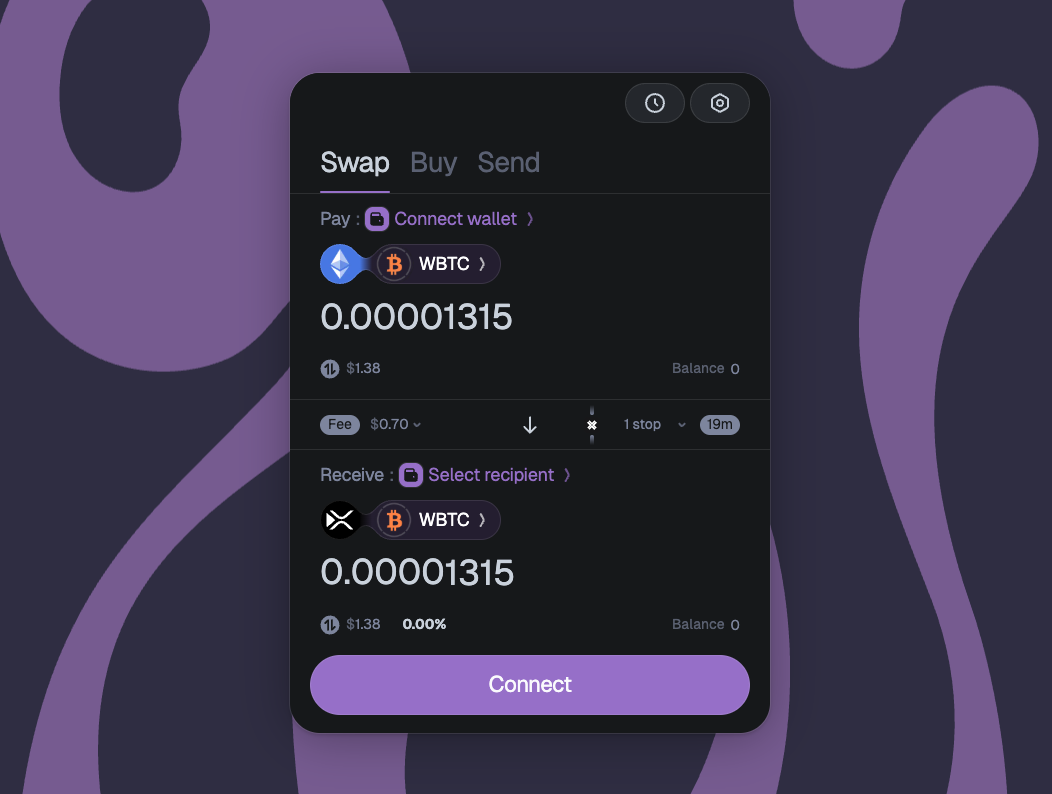 Swap Buy Send
Pay : Connect wallet
WBTC
0.00001315
$1.38 Balance 0
Fee $0.70 1 stop 19m
Receive : Select recipient
WBTC
0.00001315
$1.38 0.00% Balance 0
Connect